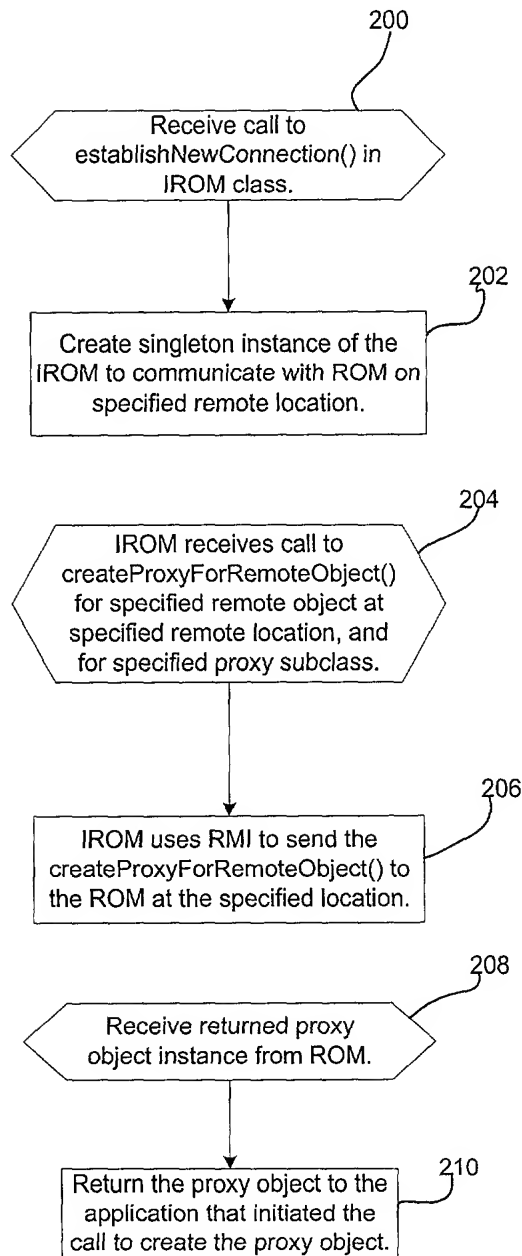 200
Receive call to
establishNewConnection() in
IROM class.
202
Create singleton instance of the
IROM to communicate with ROM on
specified remote location.
204
IROM receives call to
createProxyForRemoteObject()
for specified remote object at
specified remote location, and
for specified proxy subclass.
206
IROM uses RMI to send the
createProxyForRemoteObject() to
the ROM at the specified location.
208
Receive returned proxy
object instance from ROM.
210
Return the proxy object to the
application that initiated the
call to create the proxy object.